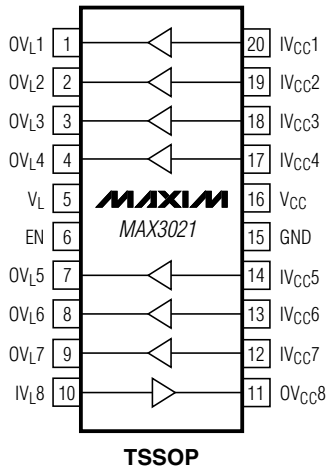 OVL1 1 20 IVCC1
OVL2 2 19 IVCC2
OVL3 3 18 IVCC3
OVL4 4 17 IVCC4
VL 5 MAXIM 16 VCC
EN 6 MAX3021 15 GND
OVL5 7 14 IVCC5
OVL6 8 13 IVCC6
OVL7 9 12 IVCC7
IVL8 10 11 OVCC8
TSSOP